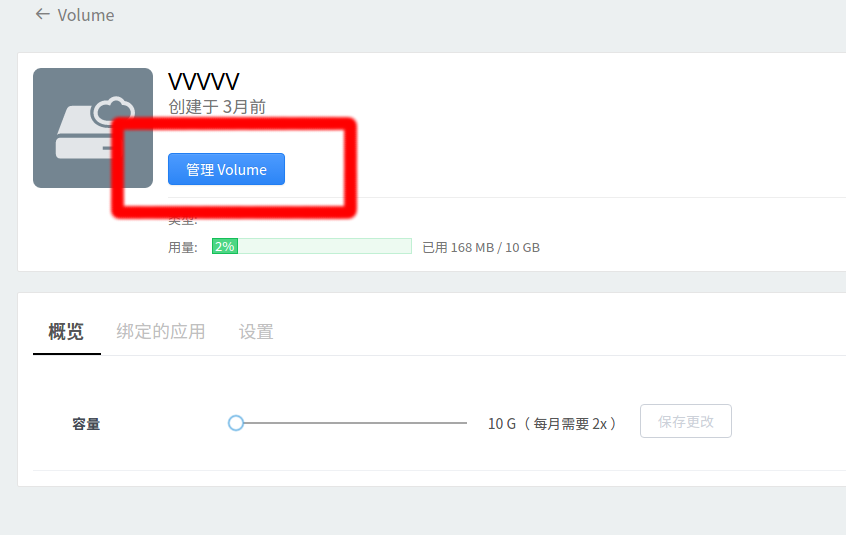 ← Volume
VVVVV
创建于 3月前
管理 Volume
类型:
用量: 2% 已用 168 MB / 10 GB
概览 绑定的应用 设置
容量 10 G（ 每月需要 2x ） 保存更改